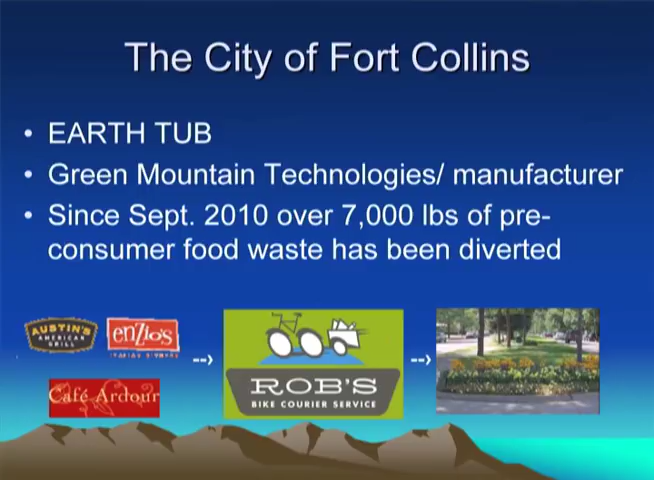 The City of Fort Collins
• EARTH TUB
• Green Mountain Technologies/ manufacturer
• Since Sept. 2010 over 7,000 lbs of pre-
consumer food waste has been diverted
AUSTIN'S
AMERICAN
GRILL
enzio's
Café Ardour
-->
ROB'S
BIKE COURIER SERVICE
-->